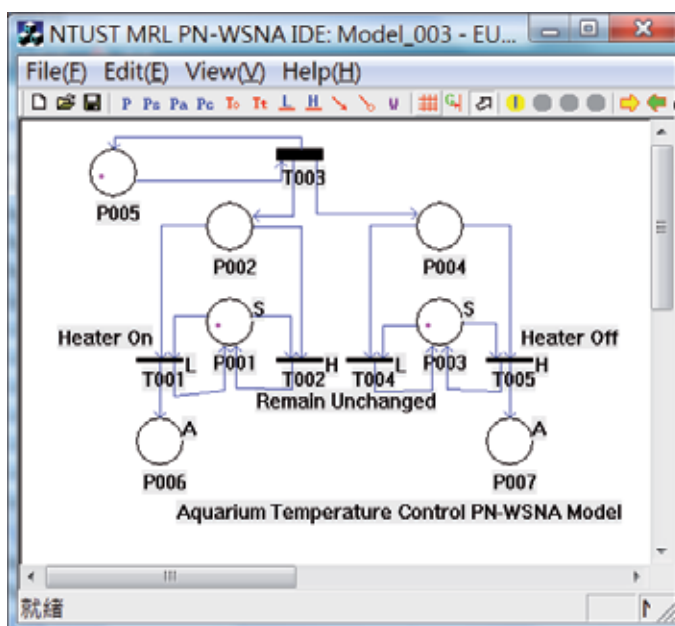 NTUST MRL PN-WSNA IDE: Model_003 - EU...
File(F) Edit(E) View(V) Help(H)
P Ps Pa Pc To Tt L H W G
T003
P005
P002 P004
S S
Heater On P001 P003 Heater Off
L H L H
T001 T002 T004 T005
Remain Unchanged
A A
P006 P007
Aquarium Temperature Control PN-WSNA Model
就緒